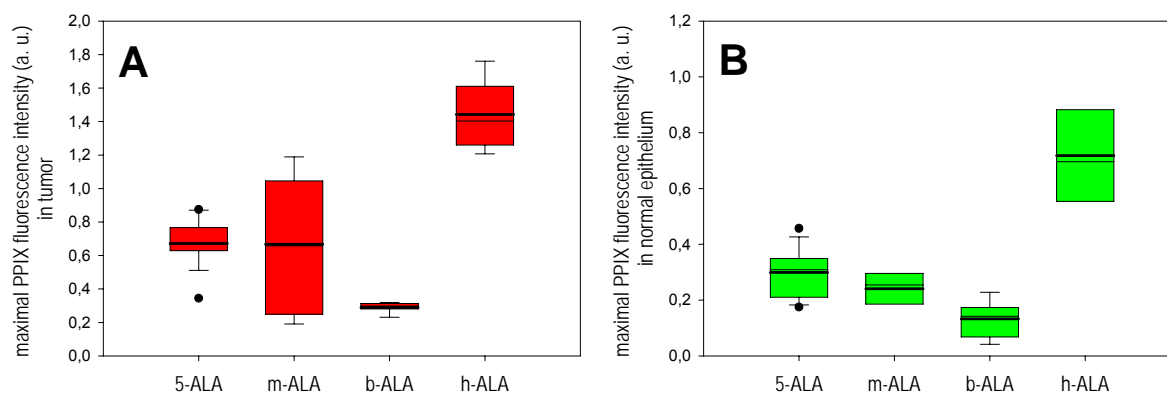 maximal PPIX fluorescence intensity (a. u.)
in tumor
2,0
1,8
1,6
1,4
1,2
1,0
0,8
0,6
0,4
0,2
0,0
A
5-ALA m-ALA b-ALA h-ALA
maximal PPIX fluorescence intensity (a. u.)
in normal epithelium
1,2
1,0
0,8
0,6
0,4
0,2
0,0
B
5-ALA m-ALA b-ALA h-ALA